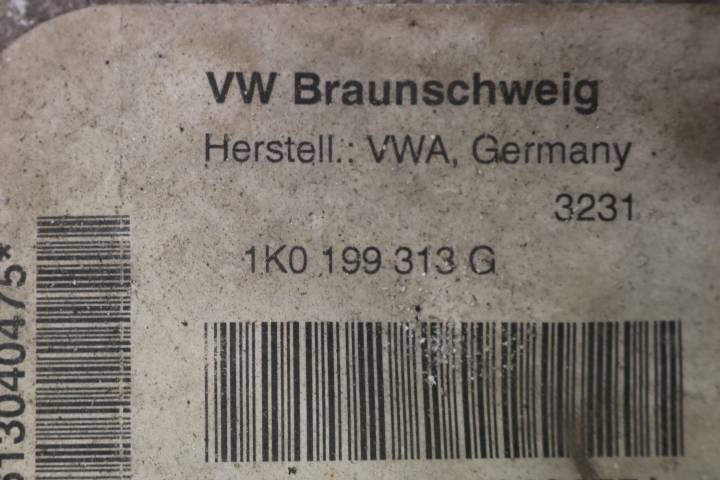 VW Braunschweig
Herstell.: VWA, Germany
3231
1K0 199 313 G